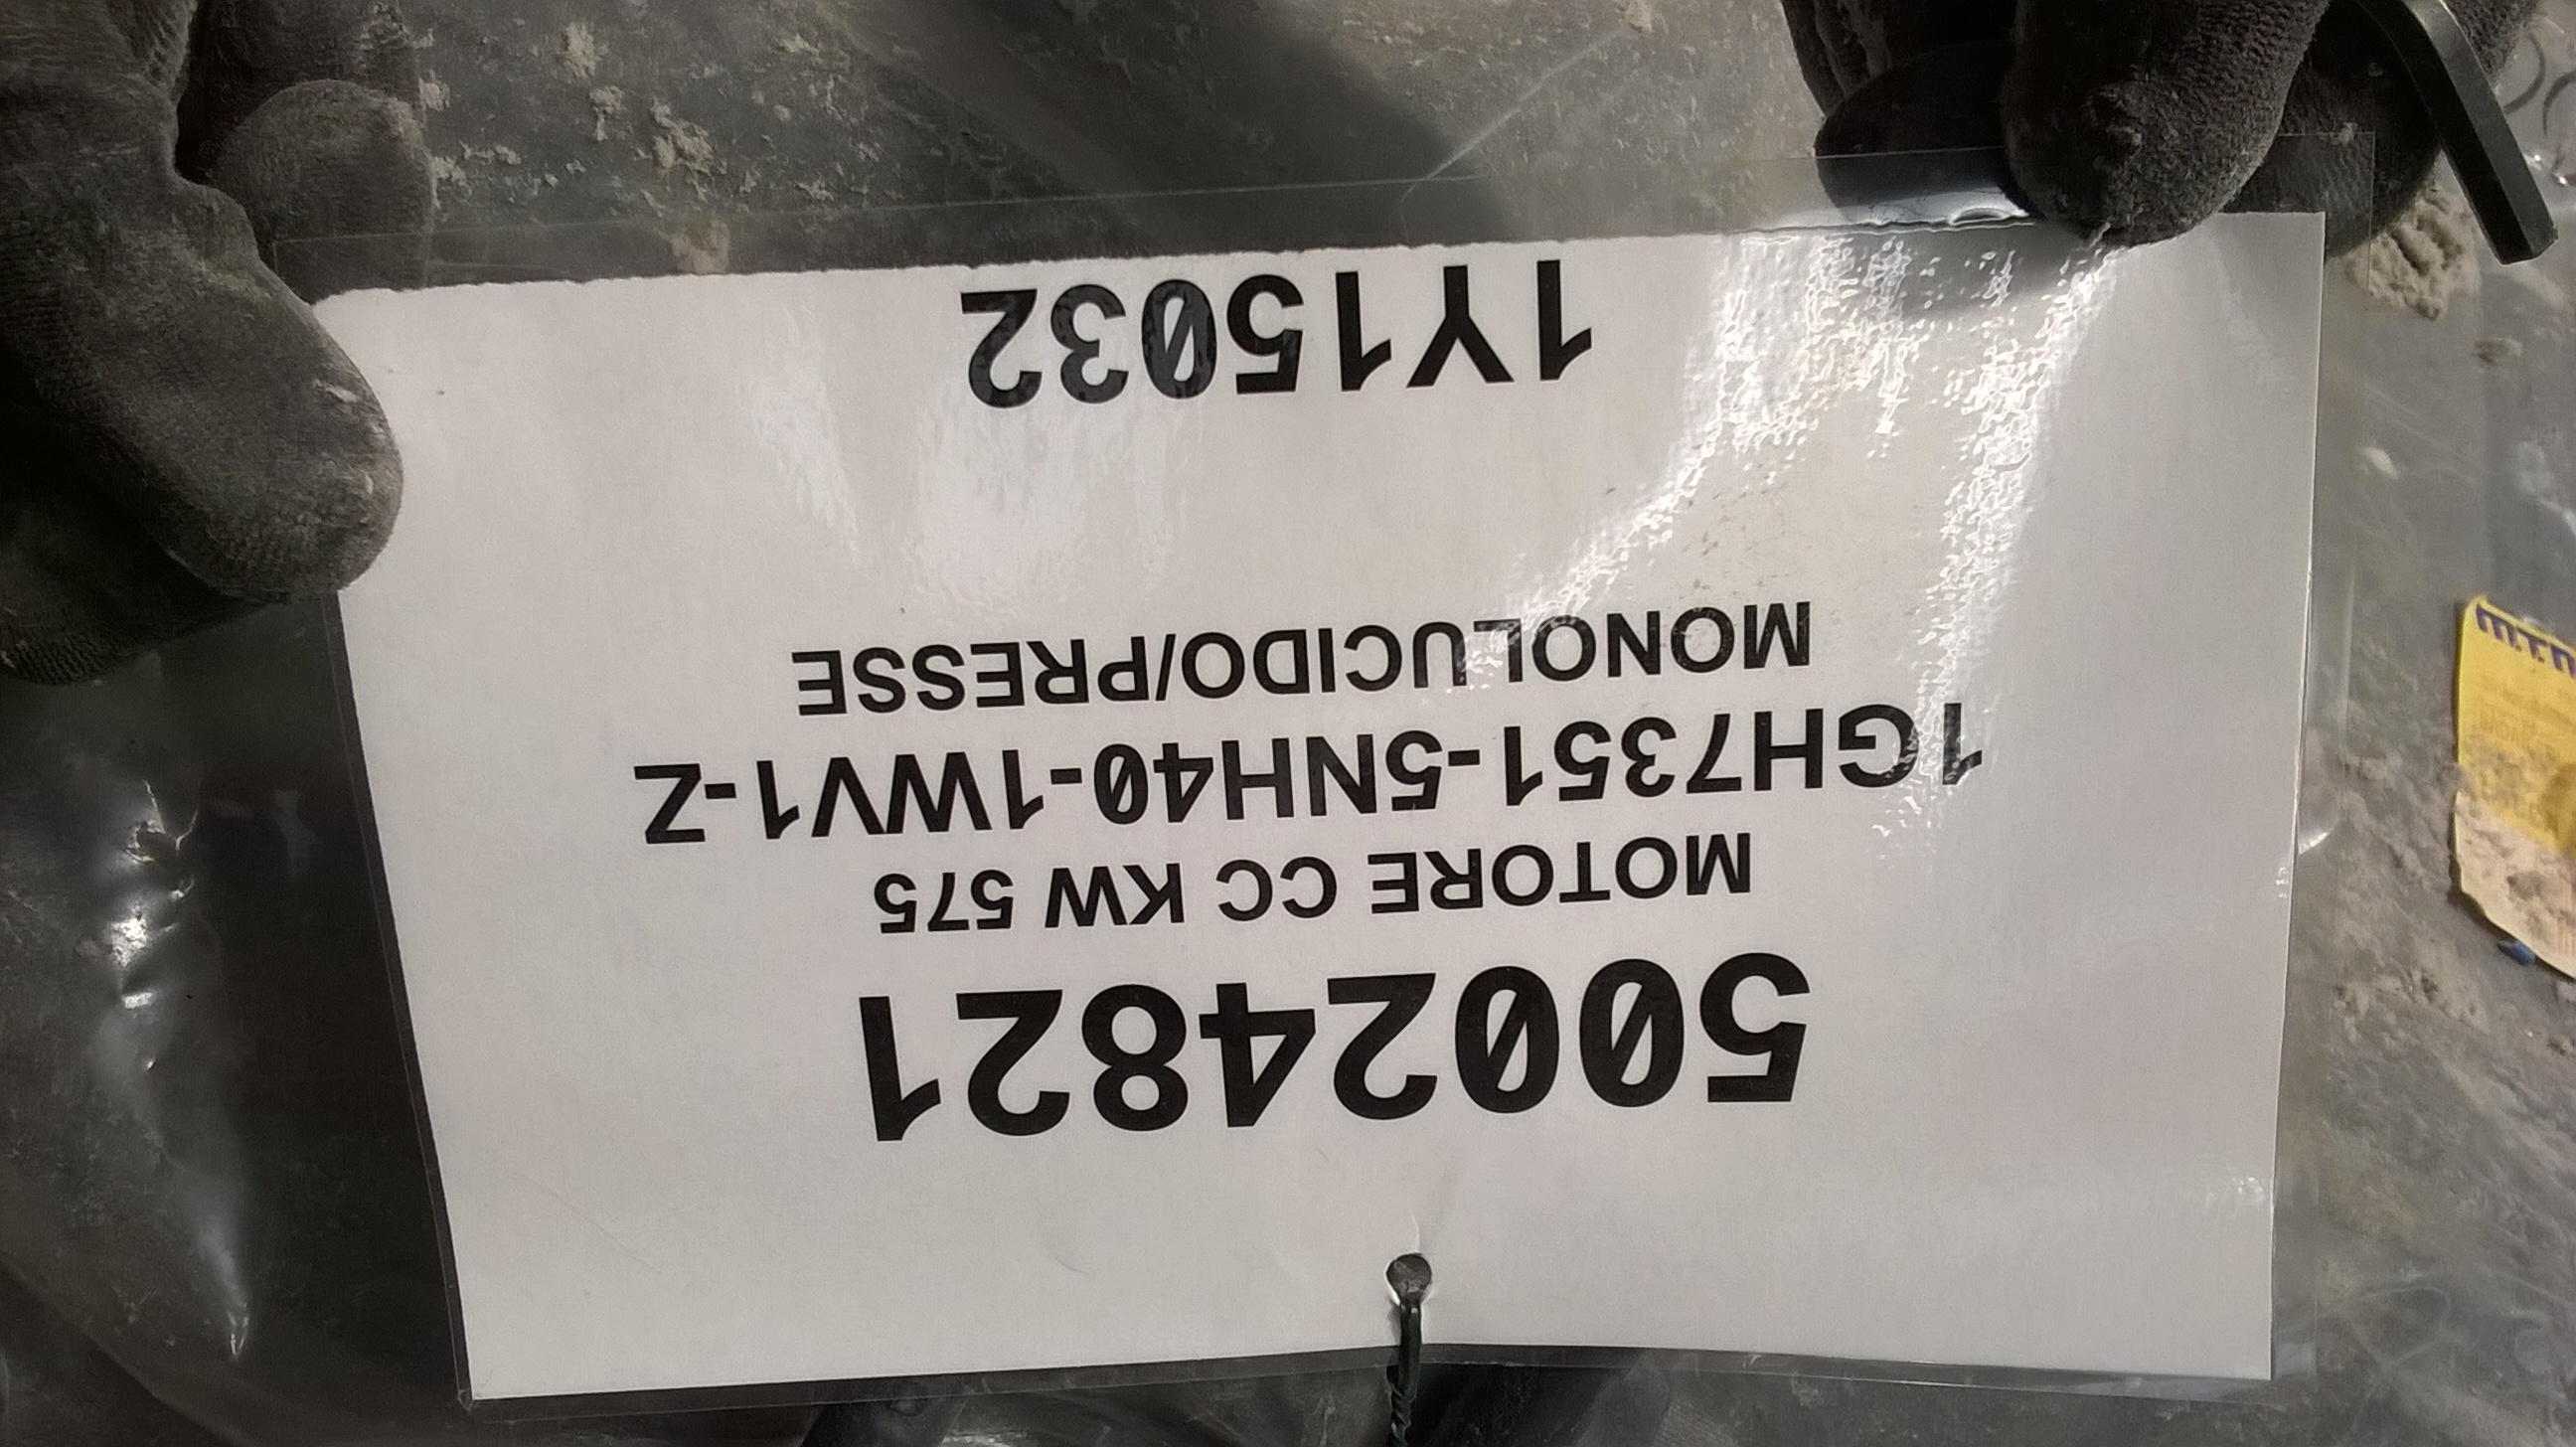 50024821
MOTORE CC KW 575
1GH7351-5NH40-1WV1-Z
MONOLUCIDO/PRESSE
1Y15032